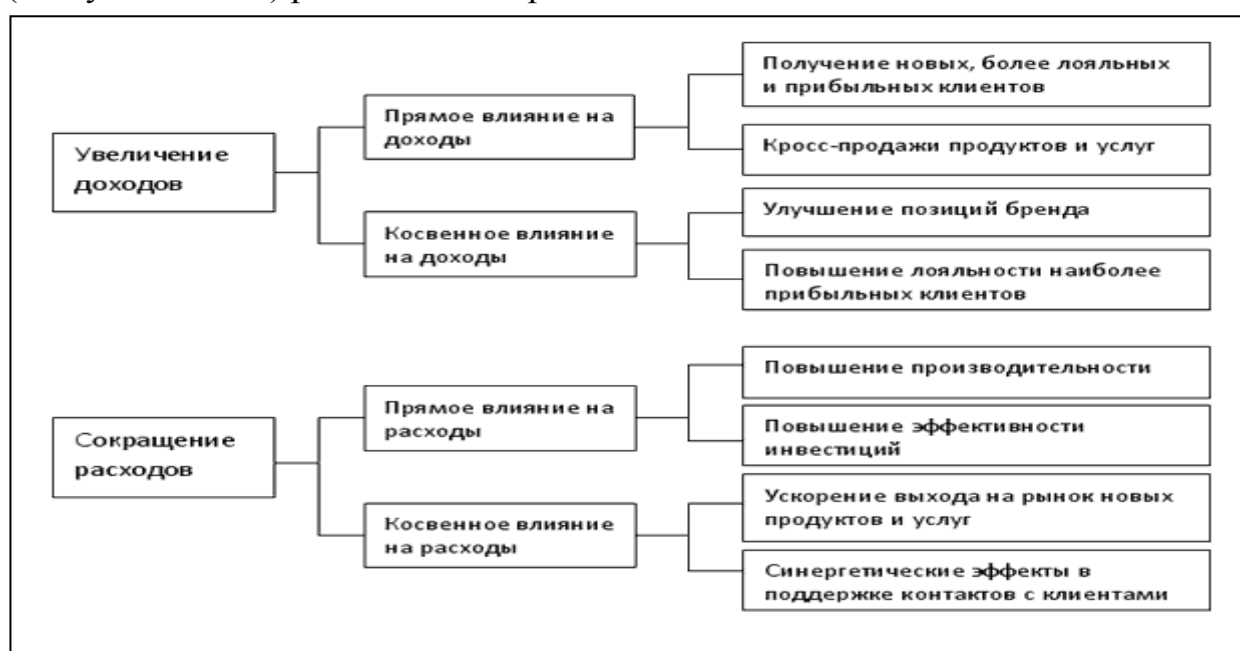 Получение новых, более лояльных
и прибыльных клиентов
Прямое влияние на
доходы
Кросс-продажи продуктов и услуг
Увеличение
доходов
Улучшение позиций бренда
Косвенное влияние
на доходы
Повышение лояльности наиболее
прибыльных клиентов
Повышение производительности
Прямое влияние на
расходы
Повышение эффективности
инвестиций
Сокращение
расходов
Ускорение выхода на рынок новых
продуктов и услуг
Косвенное влияние
на расходы
Синергетические эффекты в
поддержке контактов с клиентами